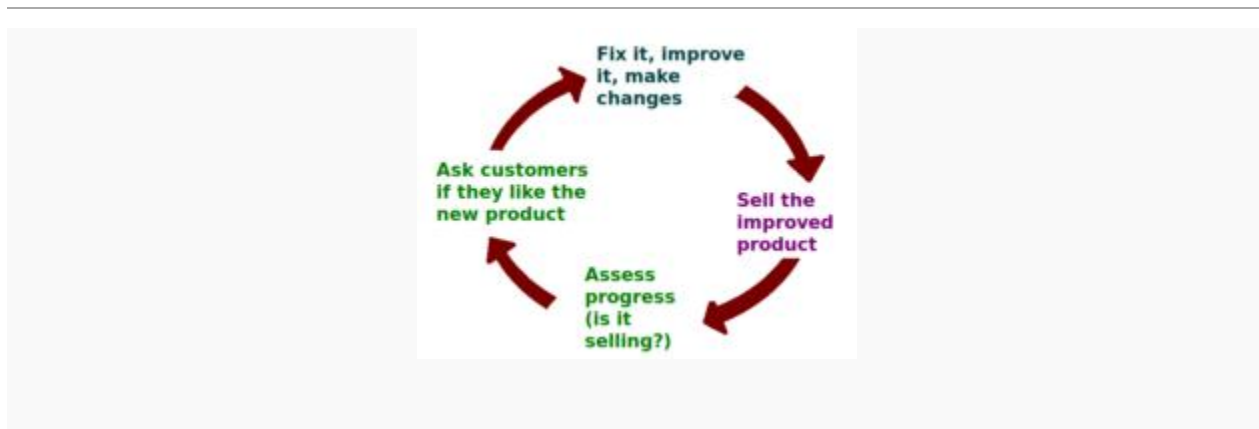 Fix it, improve
it, make
changes
Sell the
improved
product
Assess
progress
(is it
selling?)
Ask customers
if they like the
new product